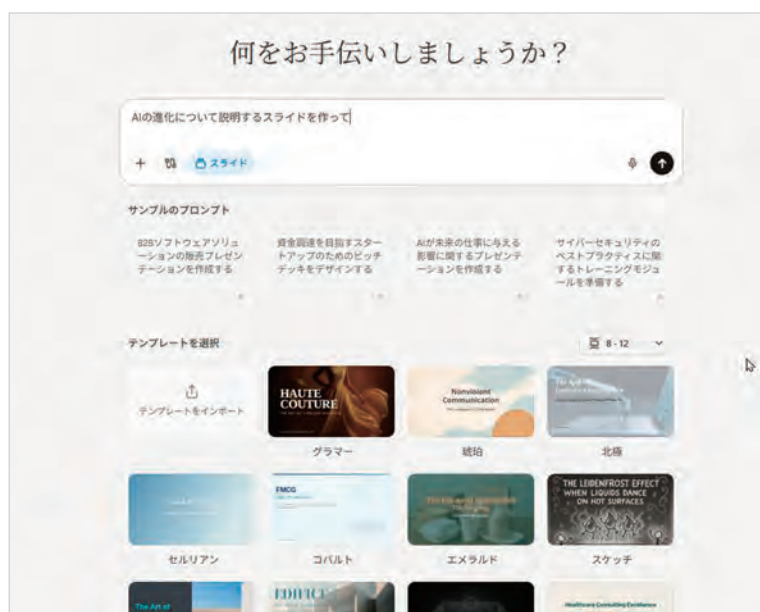 何をお手伝いしましょうか？
AIの進化について説明するスライドを作って
スライド
サンプルのプロンプト
B2Bソフトウェアソリュ
ーションの販売プレゼン
テーションを作成する
資金調達を目指すスター
トアップのためのピッチ
デッキをデザインする
AIが未来の仕事に与える
影響に関するプレゼンテ
ーションを作成する
サイバーセキュリティの
ベストプラクティスに関
するトレーニングモジュ
ールを準備する
テンプレートを選択
8 - 12
テンプレートをインポート
HAUTE
COUTURE
グラマー
Nonviolent
Communication
琥珀
北極
セルリアン
FMCG
コバルト
エメラルド
THE LEIDENFROST EFFECT
WHEN LIQUIDS DANCE
ON HOT SURFACES
スケッチ
The Art of
EDIFICE
Healthcare Consulting Excellence